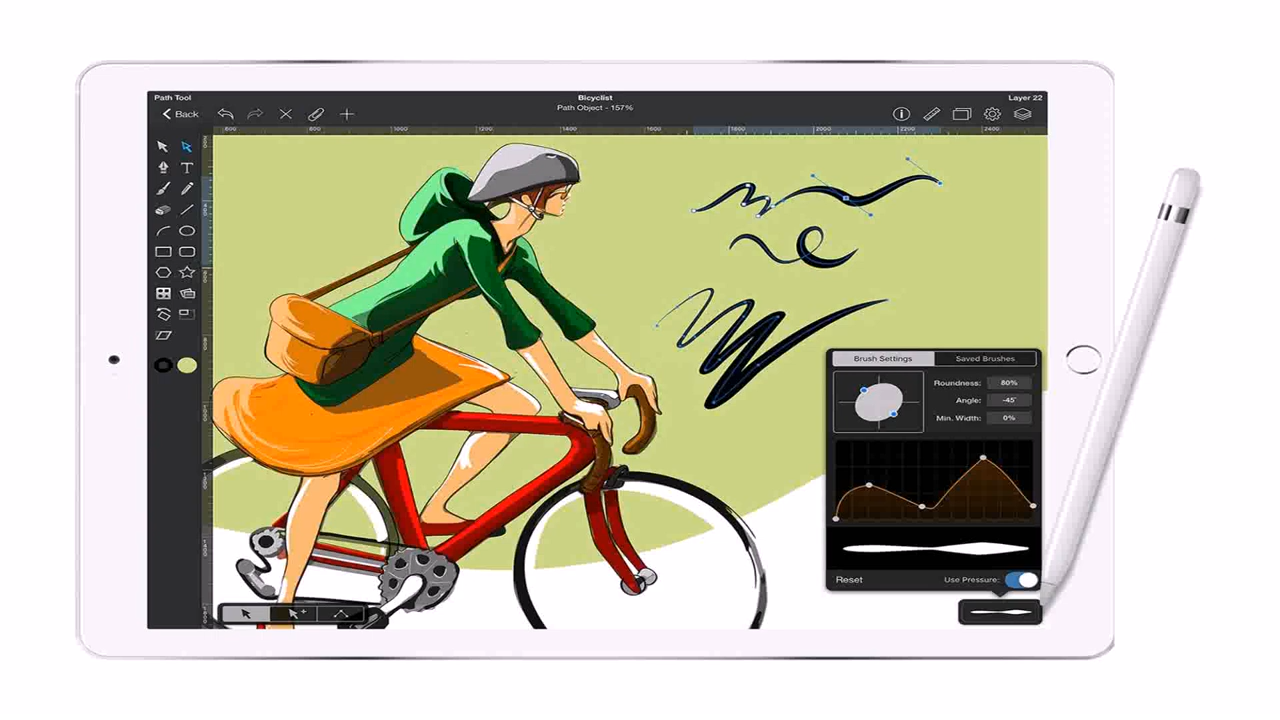 Path Tool
Bicyclist
Layer 22
Back
Path Object - 157%
600 800 1000 1200 1400 1600 1800 2000 2200 2400
T
Brush Settings
Saved Brushes
Roundness: 80%
Angle: -45°
Min. Width: 0%
Reset
Use Pressure: